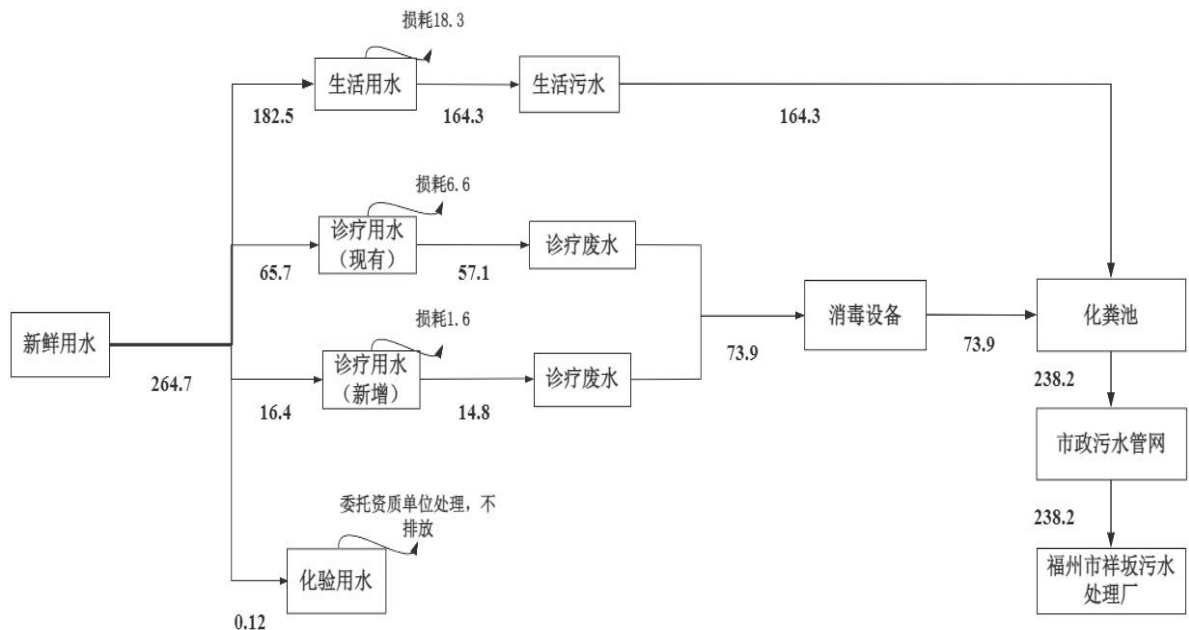 损耗18.3
生活用水
生活污水
182.5
164.3
164.3
损耗6.6
诊疗用水
（现有）
诊疗废水
65.7
57.1
新鲜用水
264.7
损耗1.6
诊疗用水
（新增）
诊疗废水
16.4
14.8
73.9
消毒设备
73.9
化粪池
238.2
市政污水管网
238.2
福州市祥坂污水
处理厂
委托资质单位处理，不
排放
化验用水
0.12